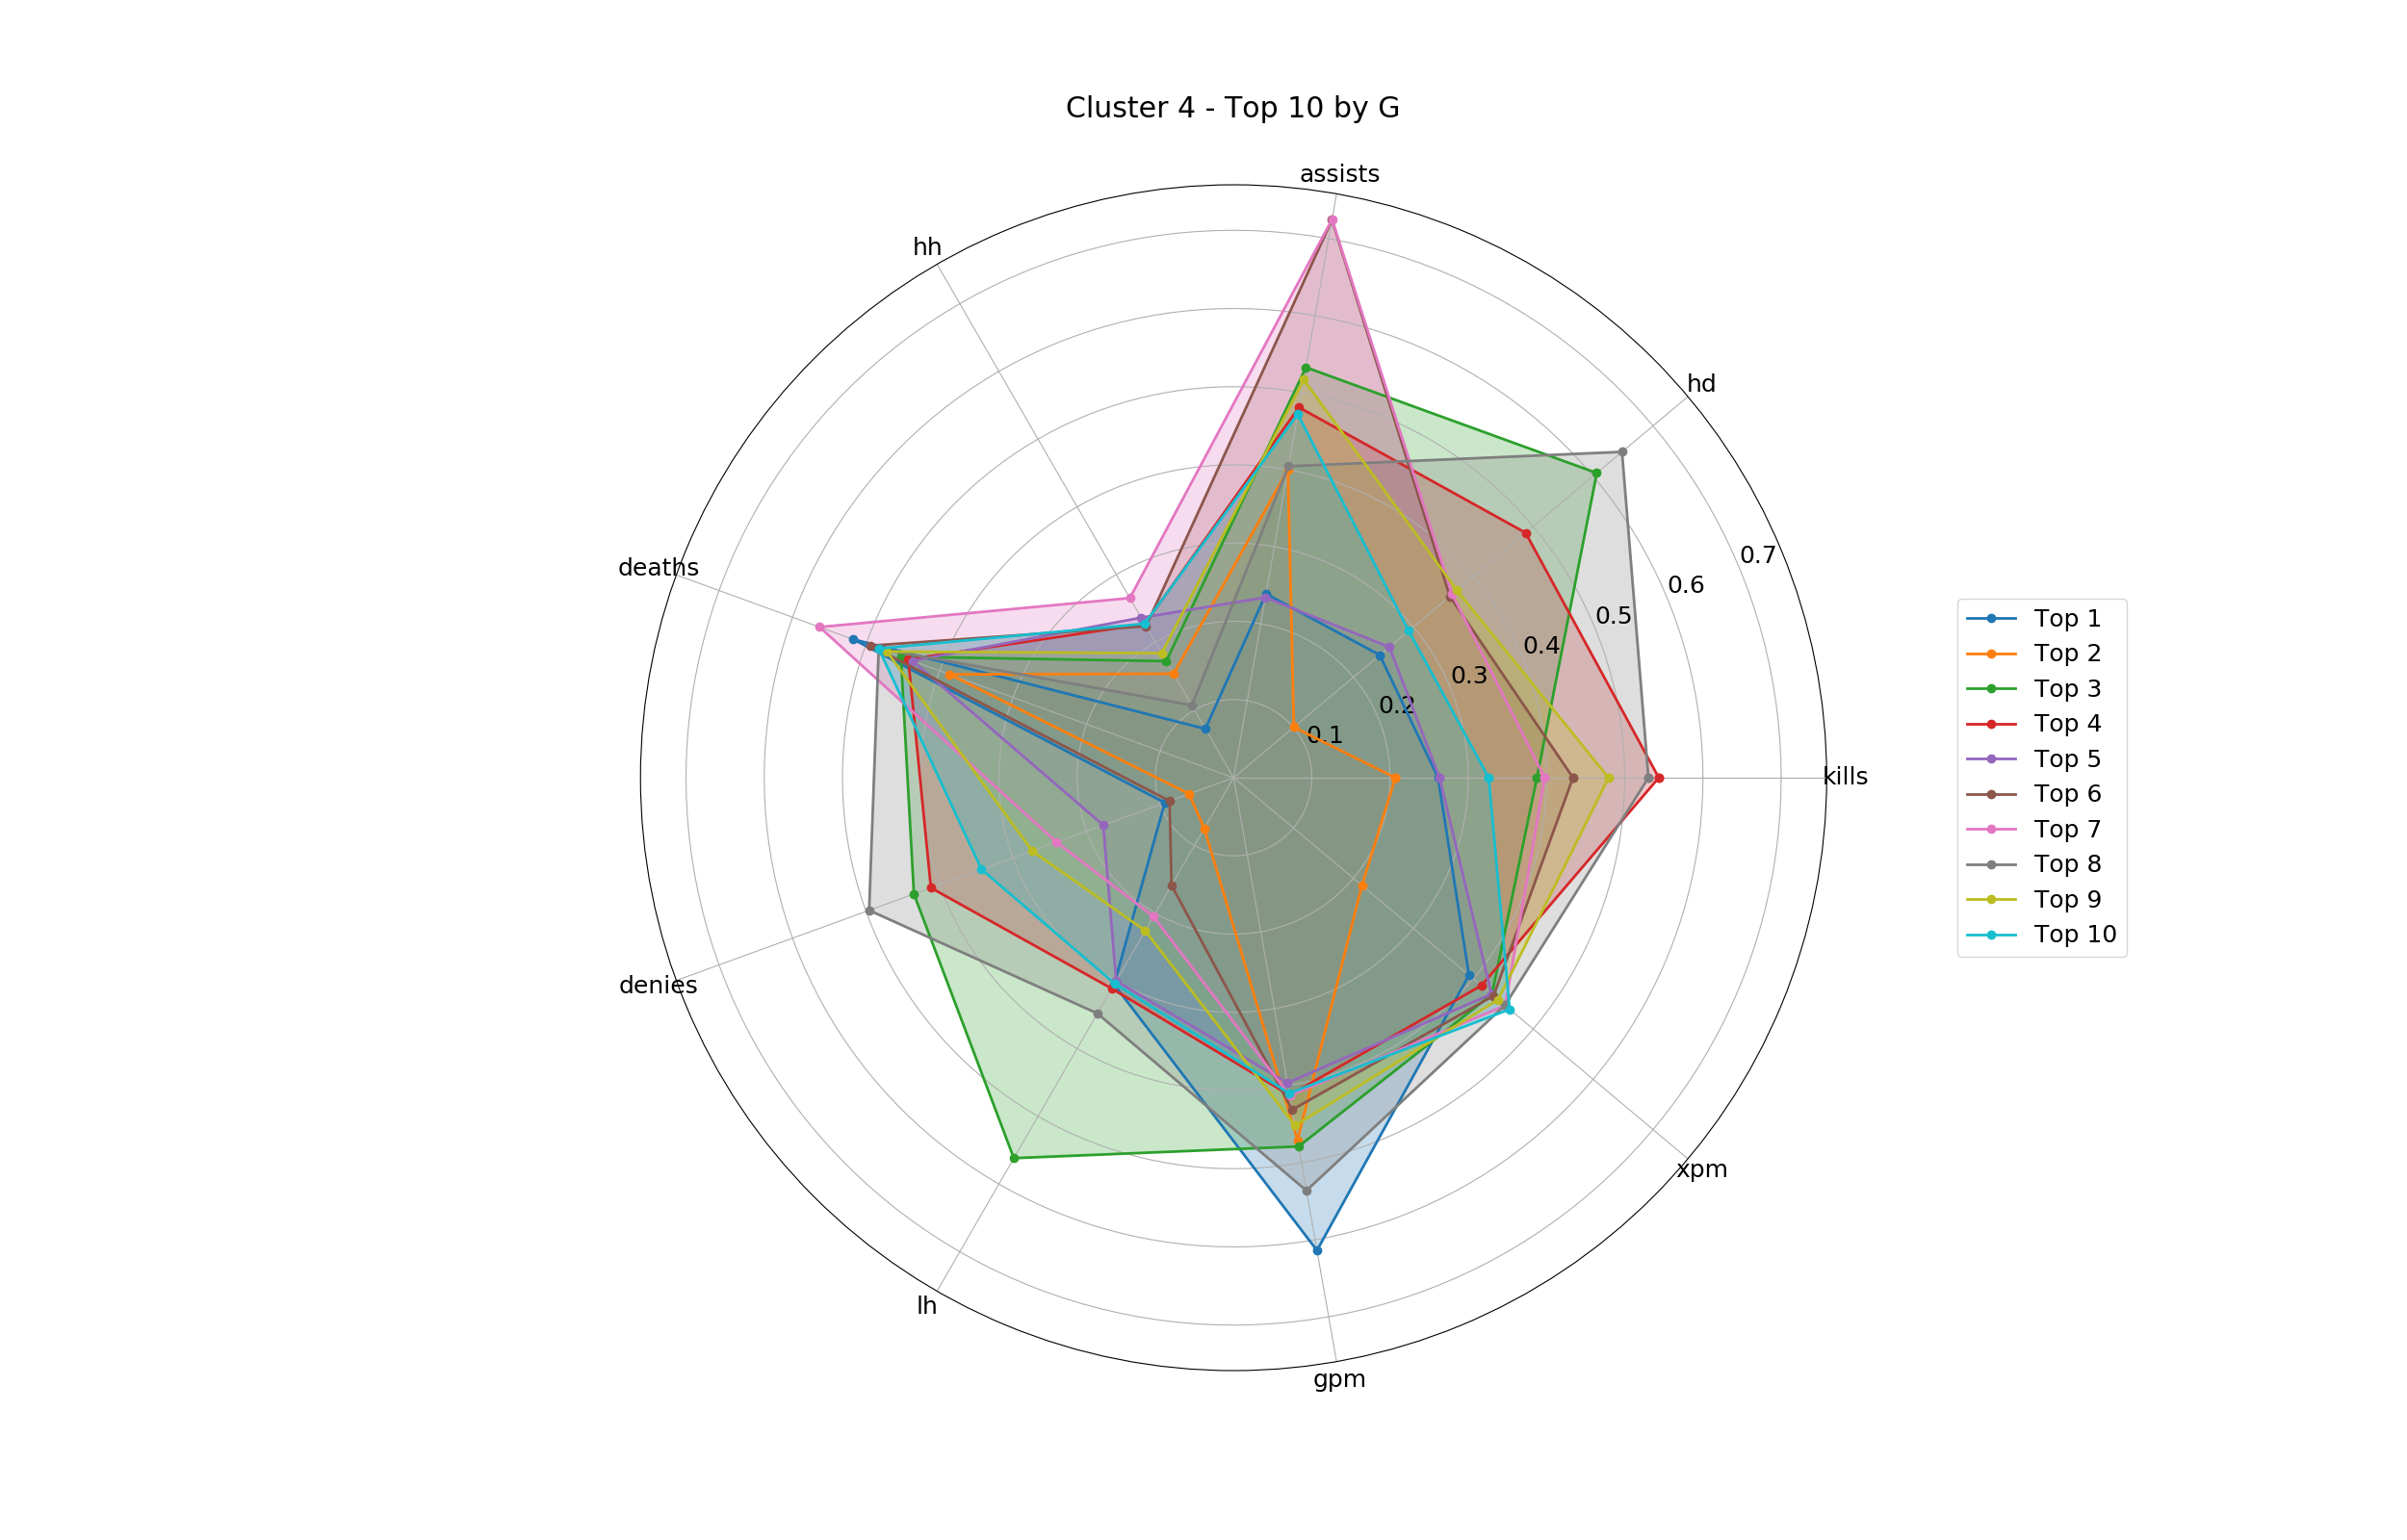 Cluster 4 - Top 10 by G
assists
hh
hd
deaths
0.7
0.6
0.5
0.4
0.3
0.2
0.1
kills
denies
lh
gpm
xpm
Top 1
Top 2
Top 3
Top 4
Top 5
Top 6
Top 7
Top 8
Top 9
Top 10